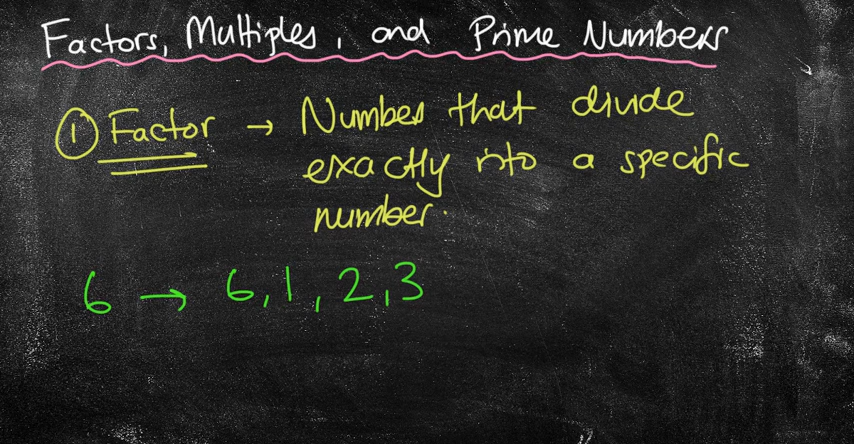 Factors, Multiples, and Prime Numbers
① Factor → Numbers that divide
exactly into a specific
number.
6 → 6, 1, 2, 3